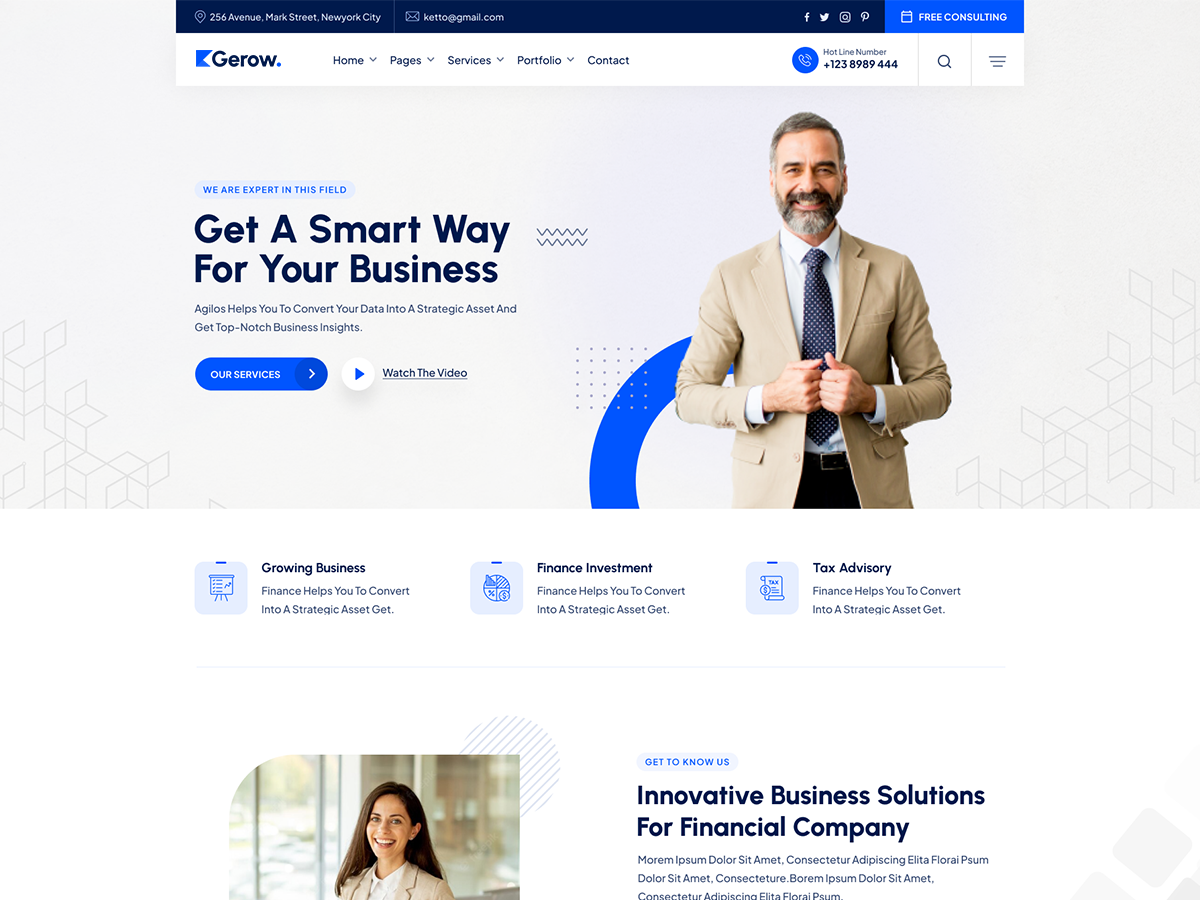 256 Avenue, Mark Street, Newyork City
ketto@gmail.com
FREE CONSULTING
Gerow.
Home
Pages
Services
Portfolio
Contact
Hot Line Number
+123 8989 444
WE ARE EXPERT IN THIS FIELD
Get A Smart Way
For Your Business
Agilos Helps You To Convert Your Data Into A Strategic Asset And
Get Top-Notch Business Insights.
OUR SERVICES
Watch The Video
Growing Business
Finance Helps You To Convert
Into A Strategic Asset Get.
Finance Investment
Finance Helps You To Convert
Into A Strategic Asset Get.
TAX
Tax Advisory
Finance Helps You To Convert
Into A Strategic Asset Get.
GET TO KNOW US
Innovative Business Solutions
For Financial Company
Morem Ipsum Dolor Sit Amet, Consectetur Adipiscing Elita Florai Psum
Dolor Sit Amet, Consecteture.Borem Ipsum Dolor Sit Amet,
Consectetur Adipiscing Elita Florai Psum.